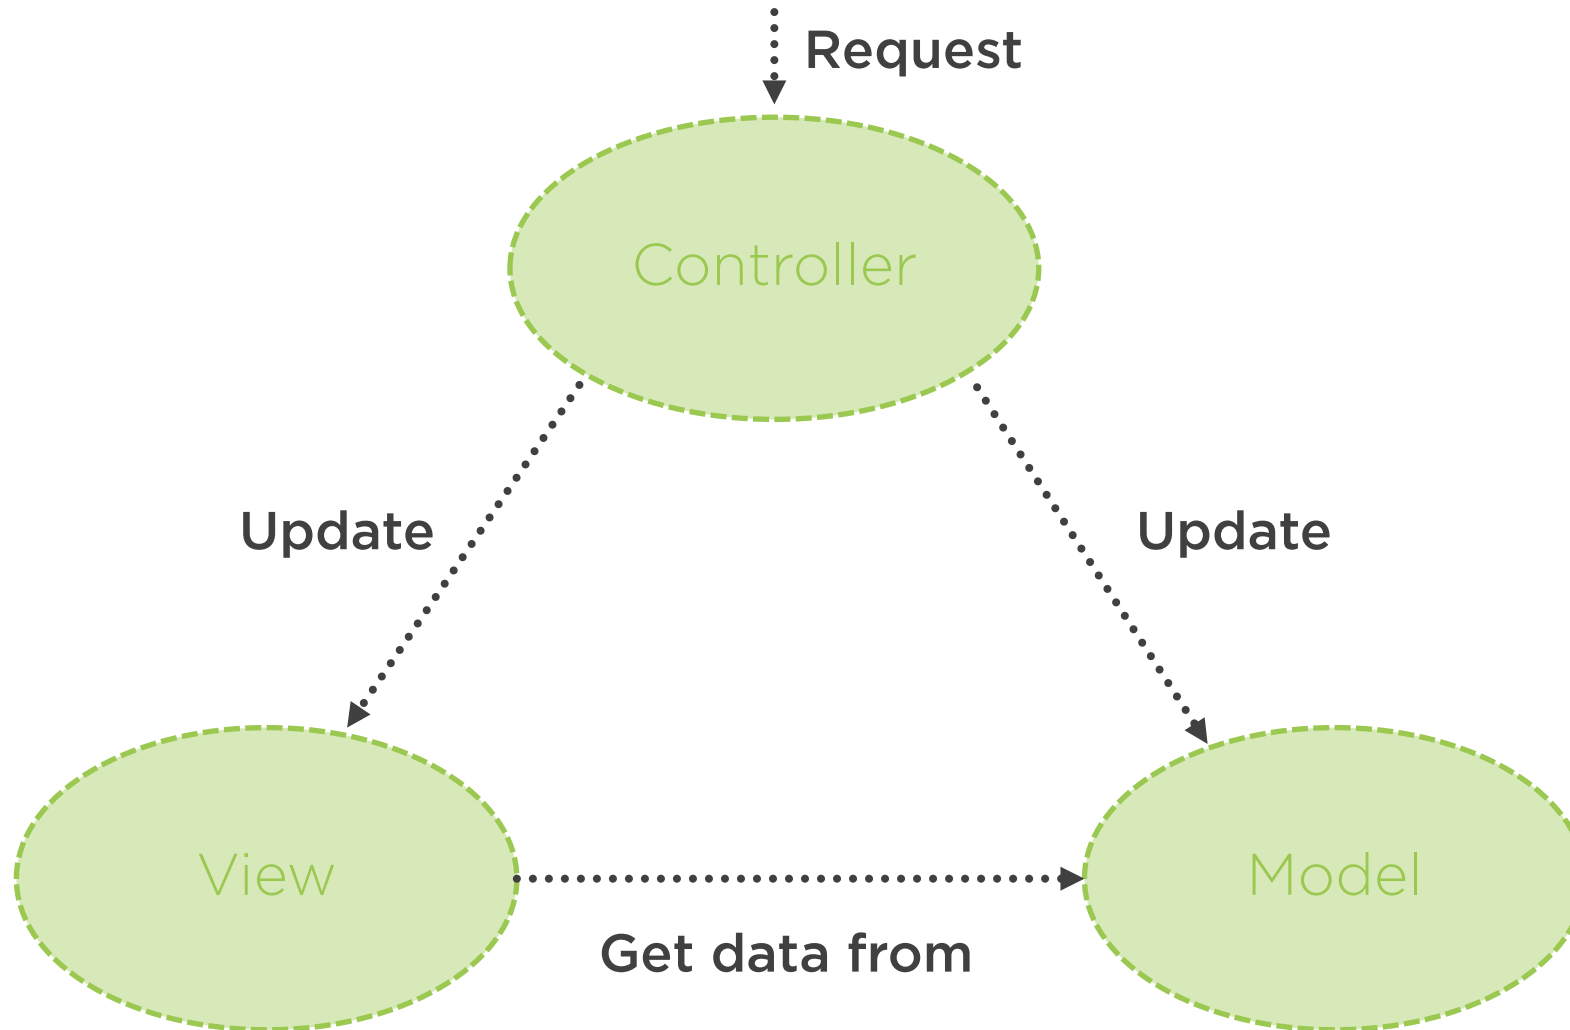 Request
Controller
Update
Update
View
Model
Get data from